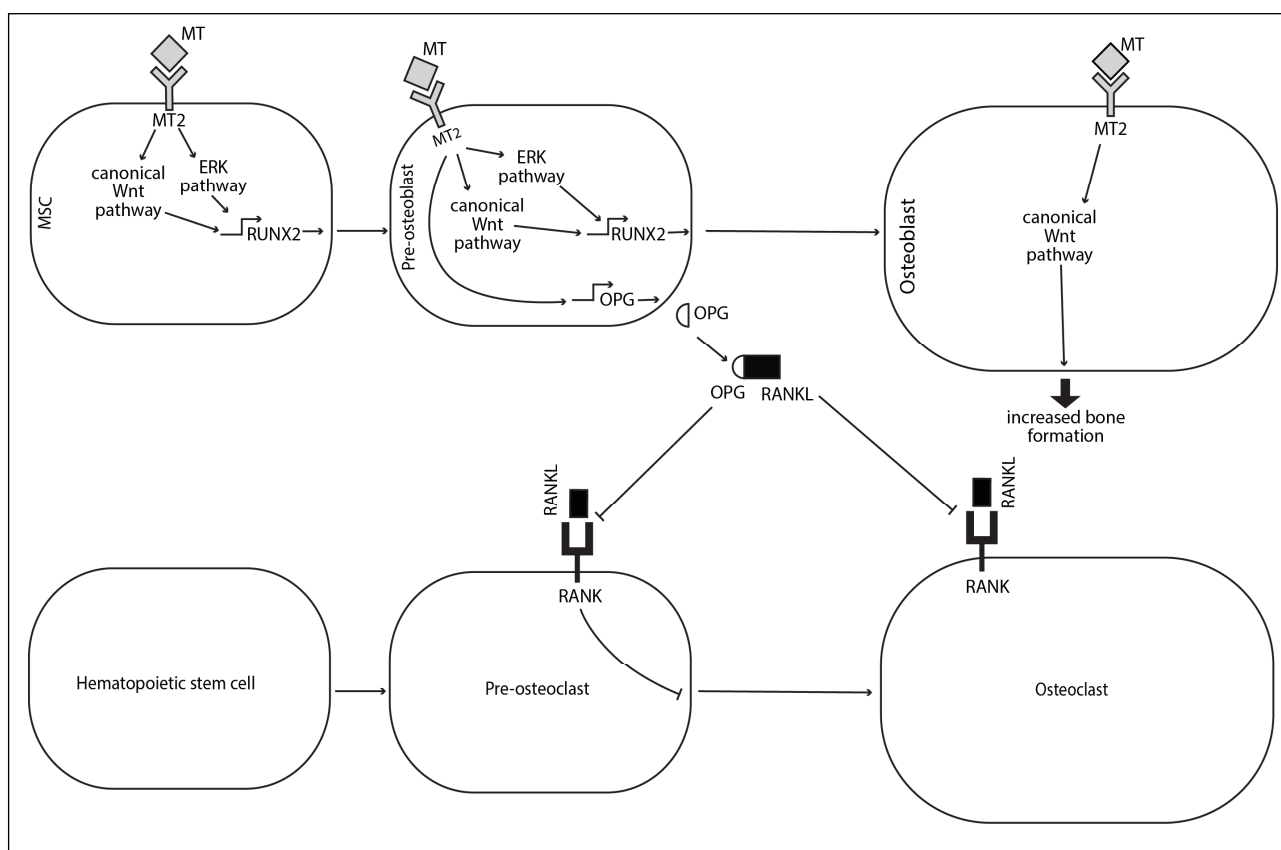 MT
MT2
canonical
Wnt
pathway
ERK
pathway
RUNX2
MSC
MT
MT2
ERK
pathway
canonical
Wnt
pathway
RUNX2
OPG
Pre-osteoblast
MT
MT2
canonical
Wnt
pathway
Osteoblast
increased bone
formation
OPG
OPG
RANKL
RANKL
RANK
RANKL
RANK
Hematopoietic stem cell
Pre-osteoclast
Osteoclast